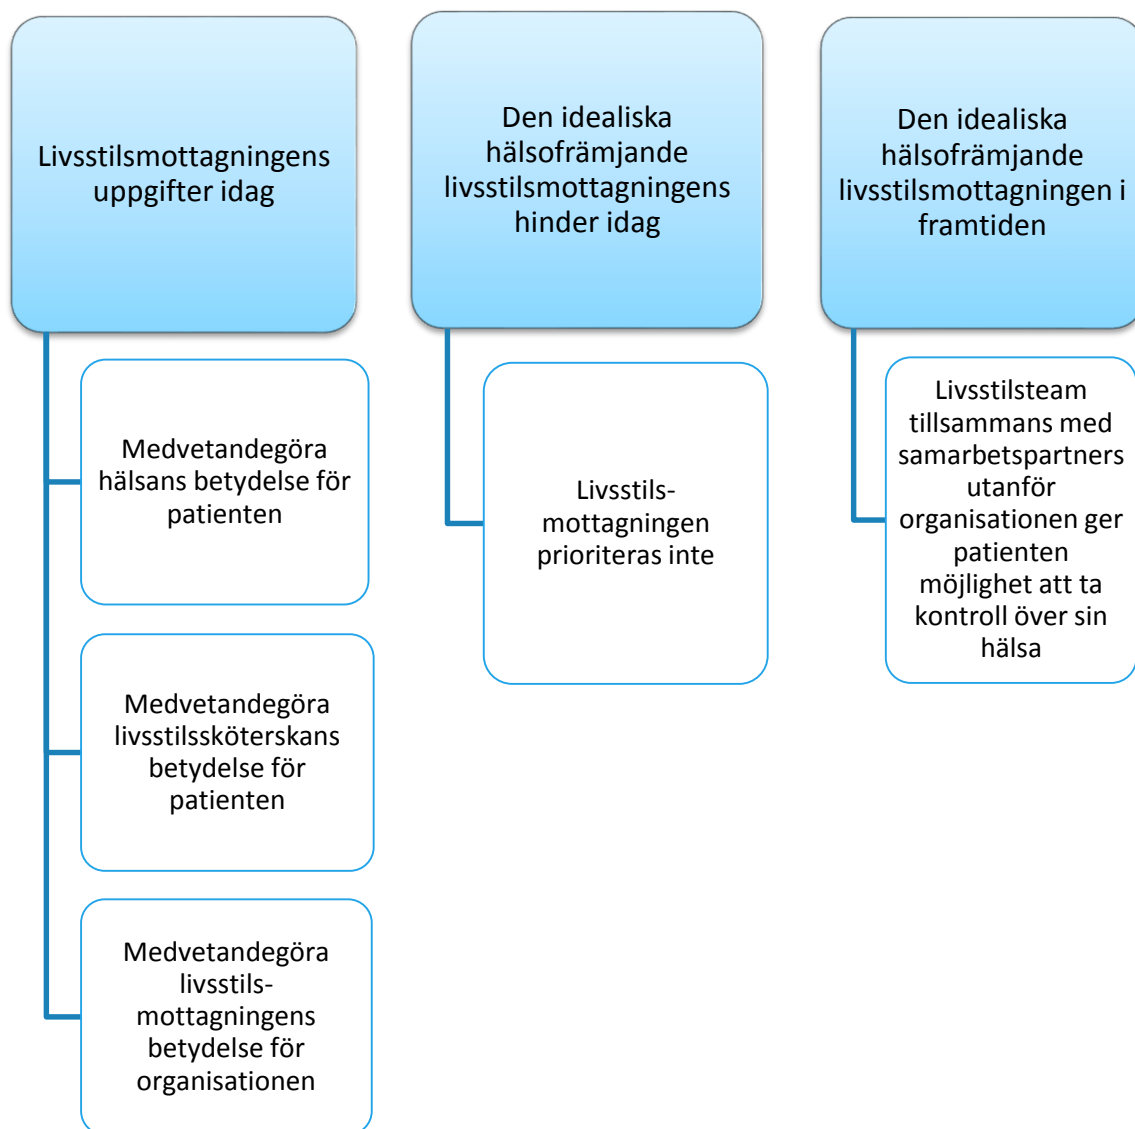 Livsstilsmottagningens
uppgifter idag
Medvetandegöra
hälsans betydelse för
patienten
Medvetandegöra
livsstilssköterskans
betydelse för
patienten
Medvetandegöra
livsstils-
mottagningens
betydelse för
organisationen
Den idealiska
hälsofrämjande
livsstilsmottagningens
hinder idag
Livsstils-
mottagningen
prioriteras inte
Den idealiska
hälsofrämjande
livsstilsmottagningen i
framtiden
Livsstilsteam
tillsammans med
samarbetspartners
utanför
organisationen ger
patienten
möjlighet att ta
kontroll över sin
hälsa